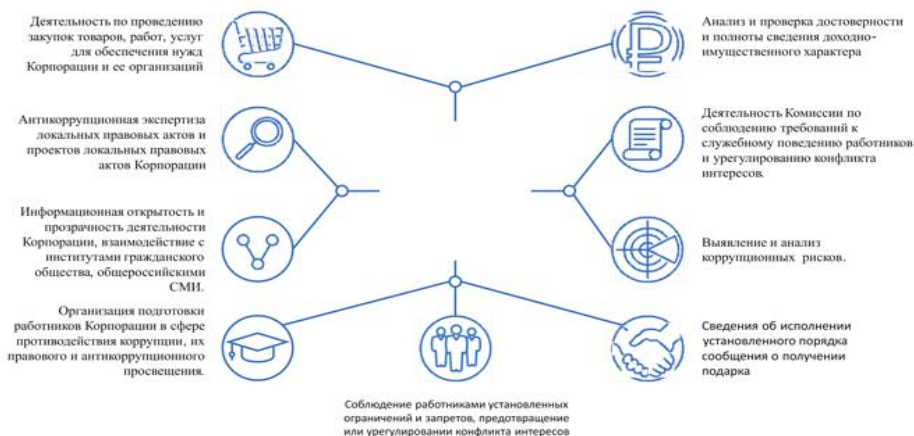 Деятельность по проведению
закупок товаров, работ, услуг
для обеспечения нужд
Корпорации и ее организаций
Антикоррупционная экспертиза
локальных правовых актов и
проектов локальных правовых
актов Корпорации
Информационная открытость и
прозрачность деятельности
Корпорации, взаимодействие с
институтами гражданского
общества, общероссийскими
СМИ.
Организация подготовки
работников Корпорации в сфере
противодействия коррупции, их
правового и антикоррупционного
просвещения.
Соблюдение работниками установленных
ограничений и запретов, предотвращение
или урегулировании конфликта интересов
Анализ и проверка достоверности
и полноты сведения доходно-
имущественного характера
Деятельность Комиссии по
соблюдению требований к
служебному поведению работников
и урегулированию конфликта
интересов.
Выявление и анализ
коррупционных рисков.
Сведения об исполнении
установленного порядка
сообщения о получении
подарка